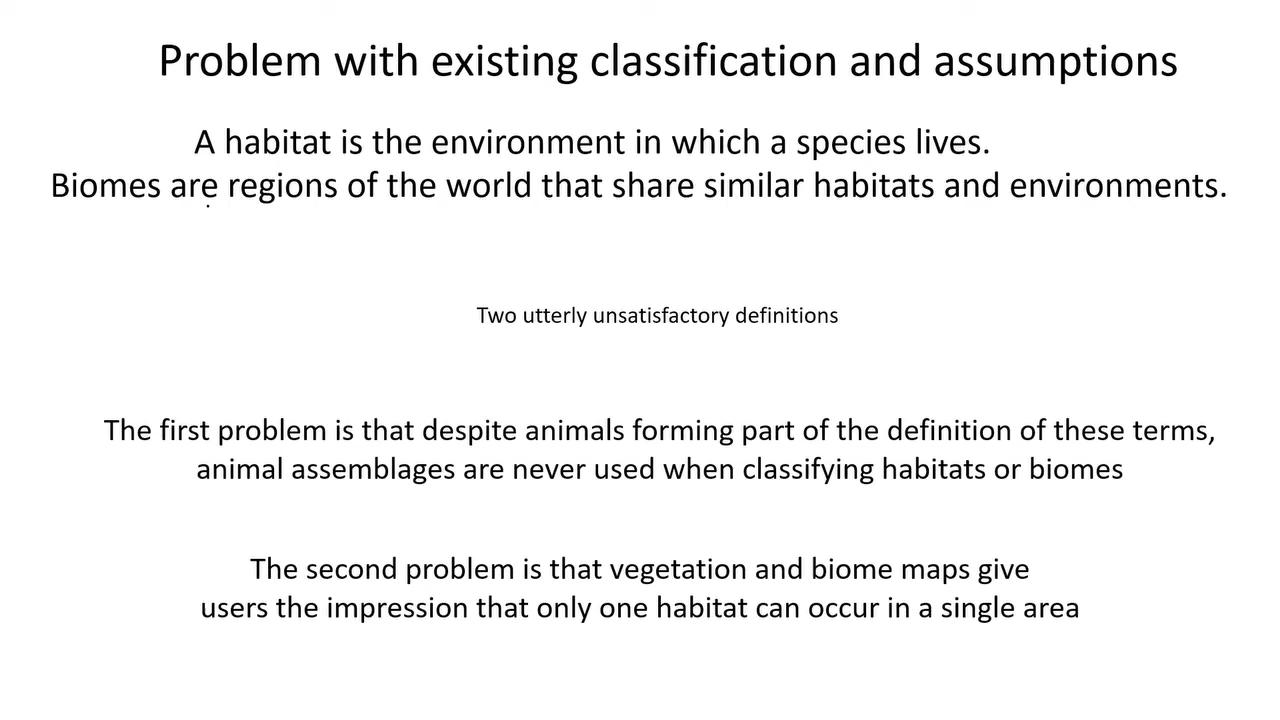 Problem with existing classification and assumptions
A habitat is the environment in which a species lives.
Biomes are regions of the world that share similar habitats and environments.
Two utterly unsatisfactory definitions
The first problem is that despite animals forming part of the definition of these terms,
animal assemblages are never used when classifying habitats or biomes
The second problem is that vegetation and biome maps give
users the impression that only one habitat can occur in a single area